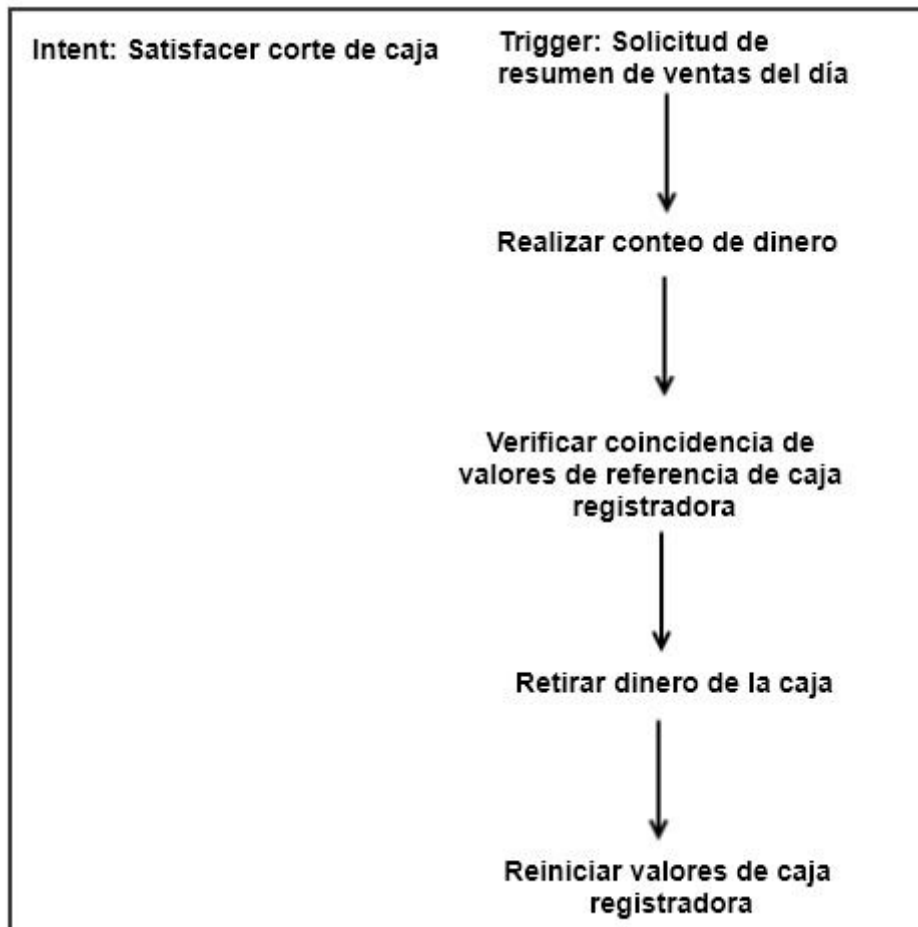 Intent: Satisfacer corte de caja
Trigger: Solicitud de
resumen de ventas del día
Realizar conteo de dinero
Verificar coincidencia de
valores de referencia de caja
registradora
Retirar dinero de la caja
Reiniciar valores de caja
registradora